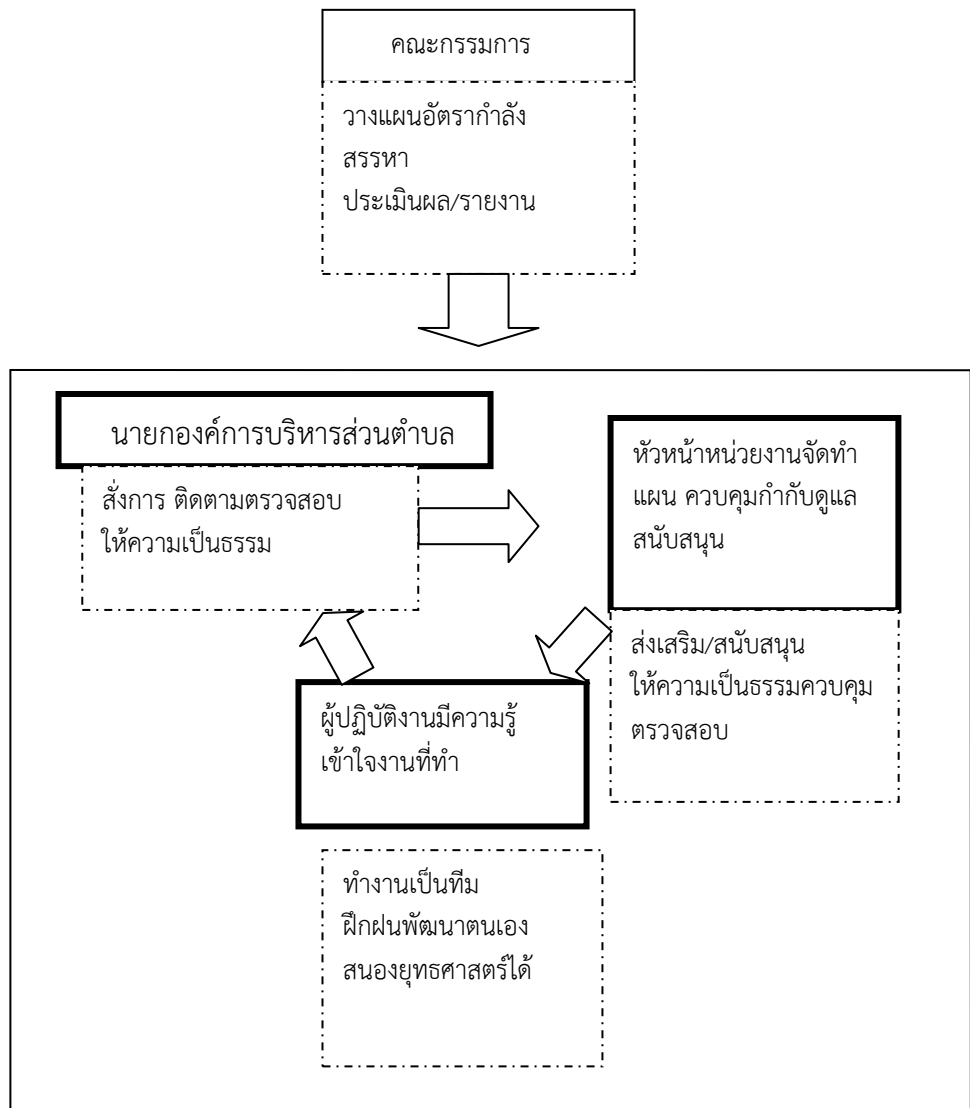 คณะกรรมการ
วางแผนอัตรากำลัง
สรรหา
ประเมินผล/รายงาน
นายกองค์การบริหารส่วนตำบล
สั่งการ ติดตามตรวจสอบ
ให้ความเป็นธรรม
หัวหน้าหน่วยงานจัดทำ
แผน ควบคุมกำกับดูแล
สนับสนุน
ส่งเสริม/สนับสนุน
ให้ความเป็นธรรมควบคุม
ตรวจสอบ
ผู้ปฏิบัติงานมีความรู้
เข้าใจงานที่ทำ
ทำงานเป็นทีม
ฝึกฝนพัฒนาตนเอง
สนองยุทธศาสตร์ได้